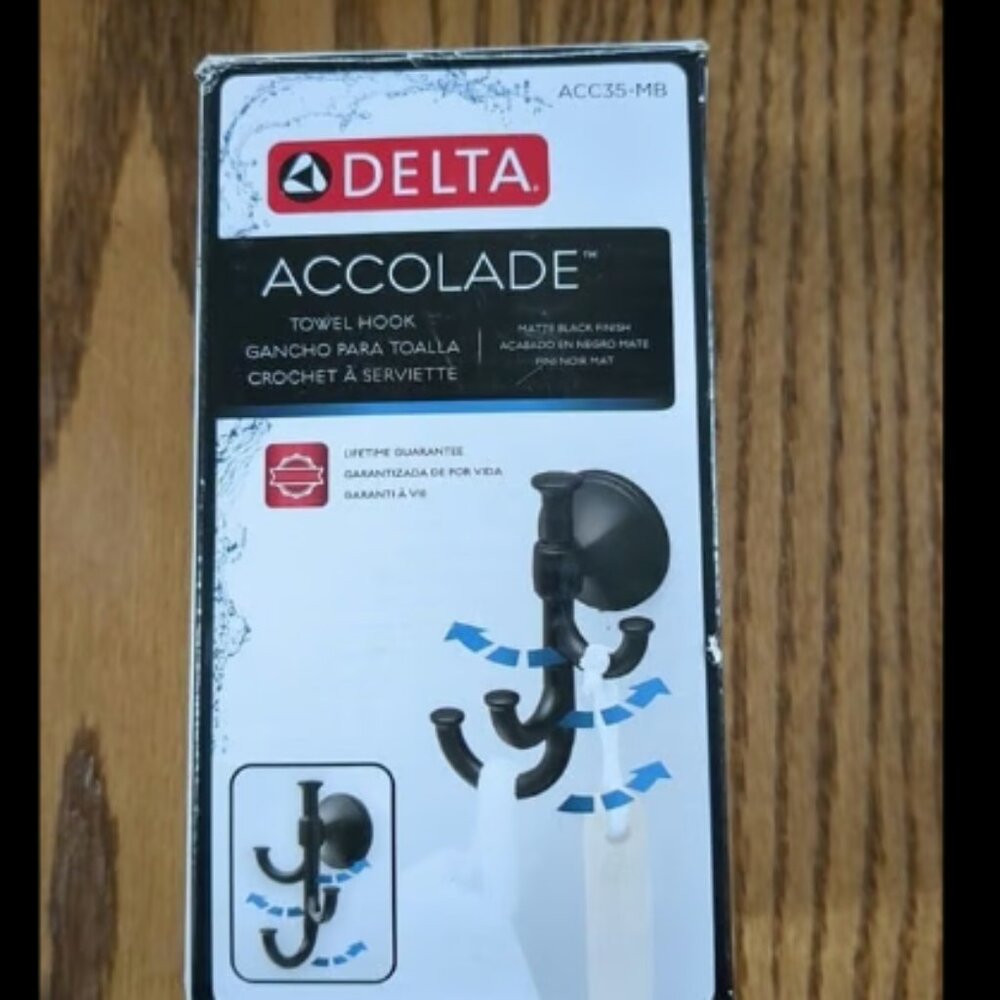 ACC35-MB
DELTA
ACCOLADE™
TOWEL HOOK
GANCHO PARA TOALLA
CROCHET À SERVIETTE
MATTE BLACK FINISH
ACABADO EN NEGRO MATE
FINI NOIR MAT
LIFETIME GUARANTEE
GARANTIZADA DE POR VIDA
GARANTI À VIE